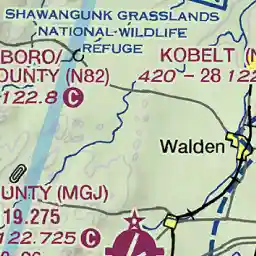 SHAWANGUNK GRASSLANDS
NATIONAL WILDLIFE
REFUGE
BORO/
OUNTY (N82)
122.8 C
KOBELT (N
420 - 28 122
Walden
OUNTY (MGJ)
19.275
122.725 C